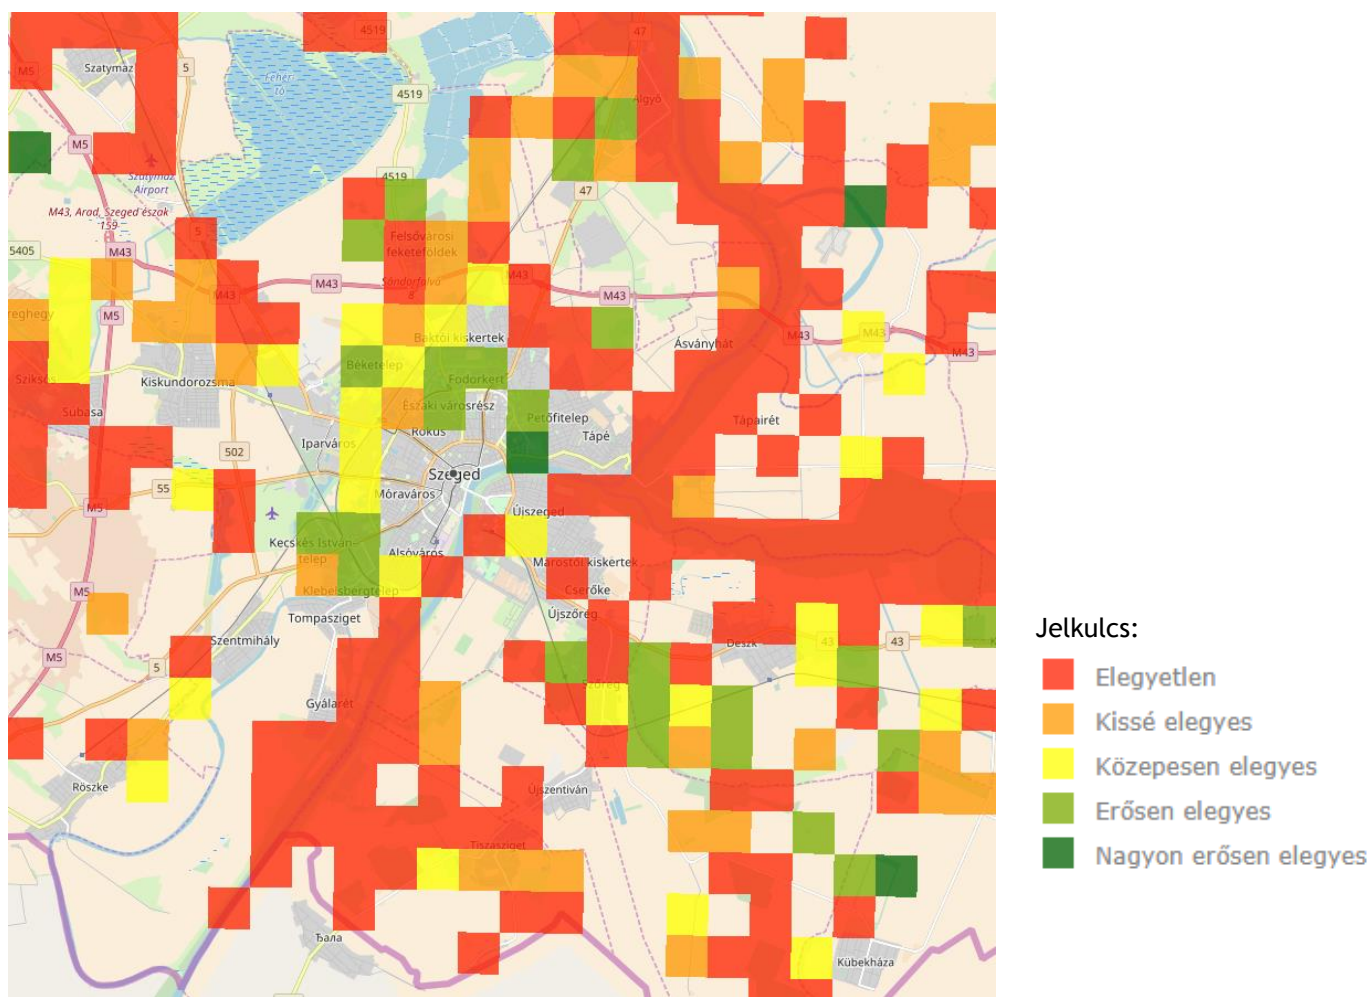 4519
47
Szatymaz
M5
5
Fehér-
tó
4519
Algyő
M5
Szatymaz
Airport
4519
47
M43, Arad, Szeged észak
159
5
5405
M43
Felsővárosi
feketeföldek
M43
M43
Sándorfalva
8
M43
M43
M5
Baktói kiskertek
Ásványhát
M43
M43
M43
Béketelep
Kiskundorozsma
Fodorkert
Subasa
Északi városrész
Petőfitelep
Tápairét
Rókus
Tápé
Iparváros
502
Szeged
55
Móraváros
M5
Újszeged
Kecskés István-
telep
Alsóváros
Marostői kiskertek
M5
Klebelsbergtelep
Cserőke
Tompasziget
Újszőreg
Szentmihály
Deszk
43
43
M5
5
Szőreg
Gyálarét
Röszke
Újszentiván
Tiszasziget
Ђала
Kübekháza
Jelkulcs:
Elegyetlen
Kissé elegyes
Közepesen elegyes
Erősen elegyes
Nagyon erősen elegyes